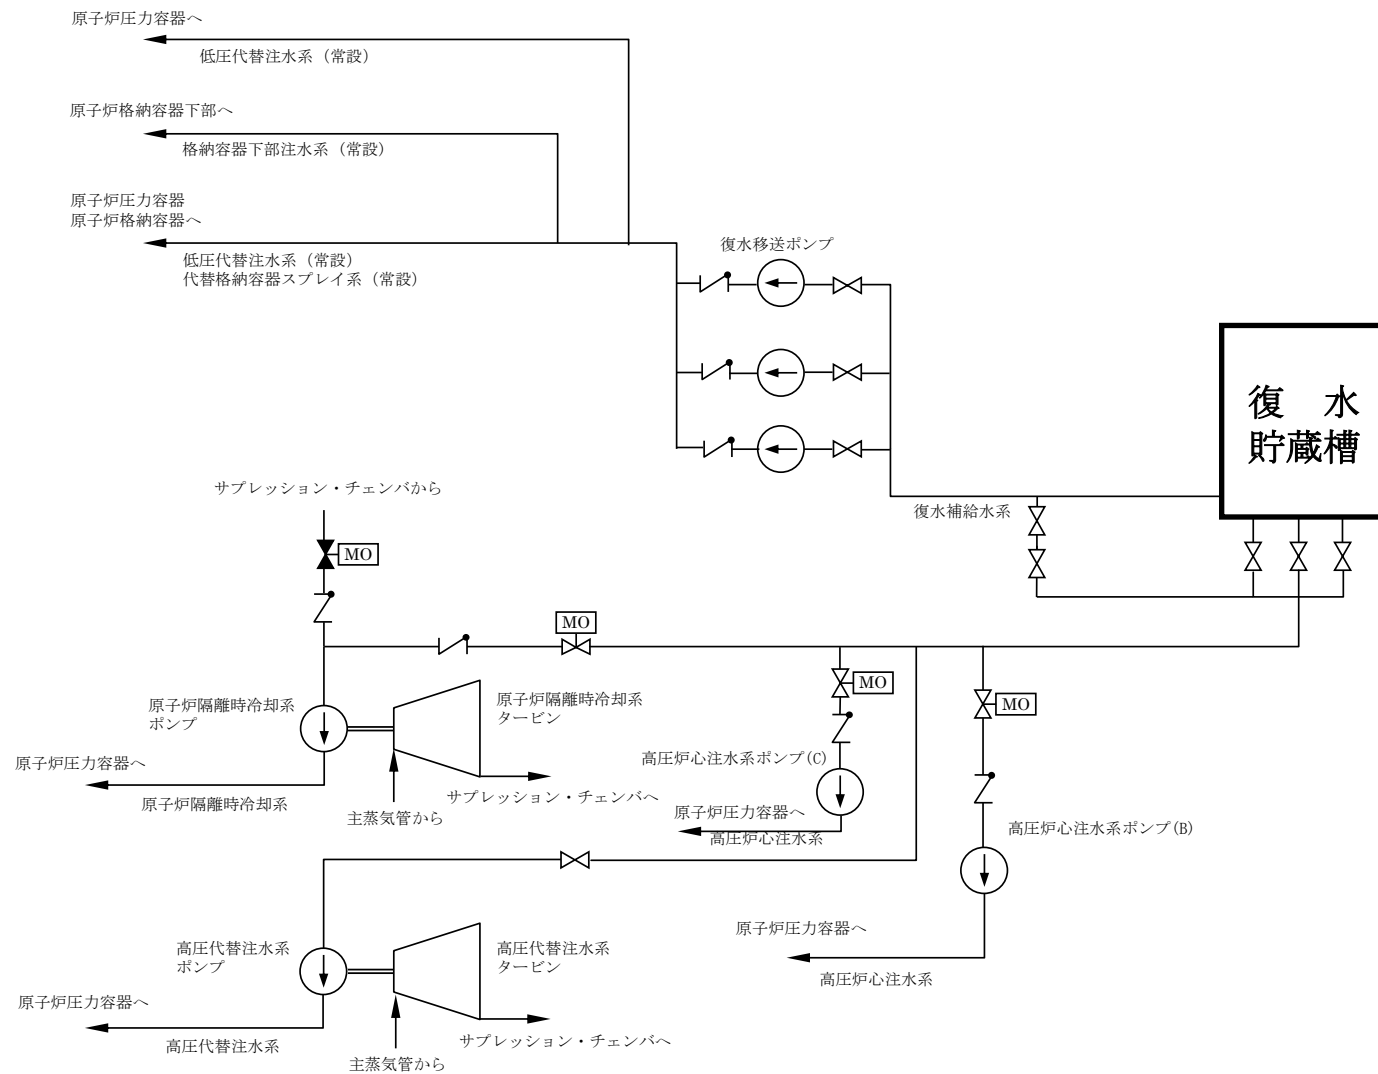 原子炉圧力容器へ
低圧代替注水系（常設）
原子炉格納容器下部へ
格納容器下部注水系（常設）
原子炉圧力容器
原子炉格納容器へ
低圧代替注水系（常設）
代替格納容器スプレイ系（常設）
復水移送ポンプ
復　水
貯蔵槽
復水補給水系
サプレッション・チェンバから
MO
MO
原子炉隔離時冷却系
ポンプ
原子炉隔離時冷却系
タービン
MO
MO
原子炉圧力容器へ
原子炉隔離時冷却系
主蒸気管から
サプレッション・チェンバへ
高圧炉心注水系ポンプ(C)
原子炉圧力容器へ
高圧炉心注水系
高圧炉心注水系ポンプ(B)
原子炉圧力容器へ
高圧炉心注水系
高圧代替注水系
ポンプ
高圧代替注水系
タービン
原子炉圧力容器へ
高圧代替注水系
主蒸気管から
サプレッション・チェンバへ